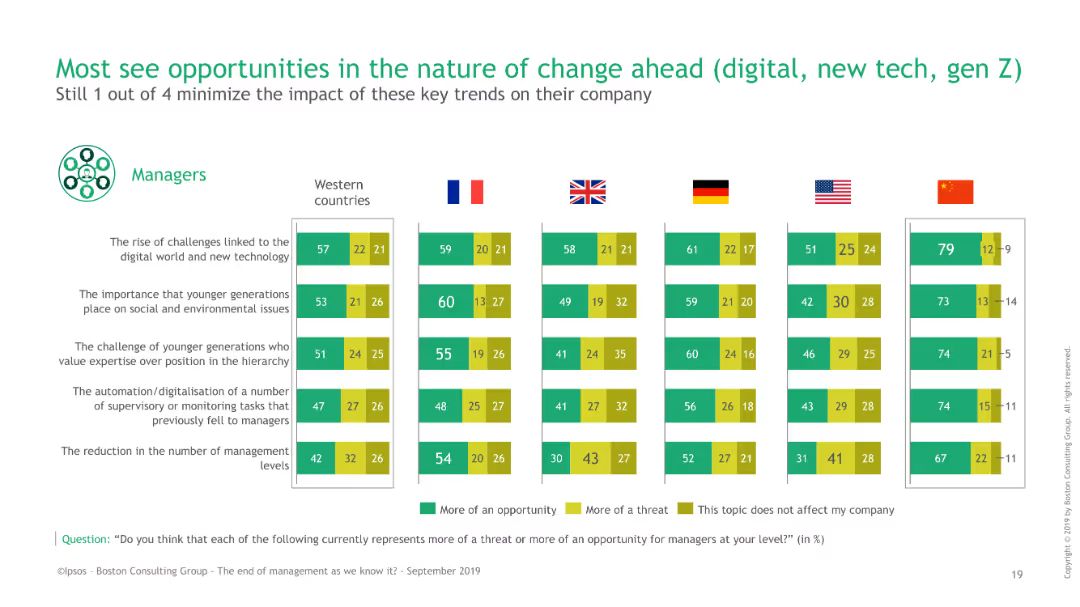 Most see opportunities in the nature of change ahead (digital, new tech, gen Z)
Still 1 out of 4 minimize the impact of these key trends on their company
Managers
Western
countries
The rise of challenges linked to the
digital world and new technology
57 22 21 59 20 21 58 21 21 61 22 17 51 25 24 79 12 9
The importance that younger generations
place on social and environmental issues
53 21 26 60 13 27 49 19 32 59 21 20 42 30 28 73 13 14
The challenge of younger generations who
value expertise over position in the hierarchy
51 24 25 55 19 26 41 24 35 60 24 16 46 29 25 74 21 5
The automation/digitalisation of a number
of supervisory or monitoring tasks that
previously fell to managers
47 27 26 48 25 27 41 27 32 56 26 18 43 29 28 74 15 11
The reduction in the number of management
levels
42 32 26 54 20 26 30 43 27 52 27 21 31 41 28 67 22 11
More of an opportunity More of a threat This topic does not affect my company
Question: “Do you think that each of the following currently represents more of a threat or more of an opportunity for managers at your level?” (in %)
©Ipsos - Boston Consulting Group - The end of management as we know it? - September 2019
19
Copyright © 2019 by Boston Consulting Group. All rights reserved.